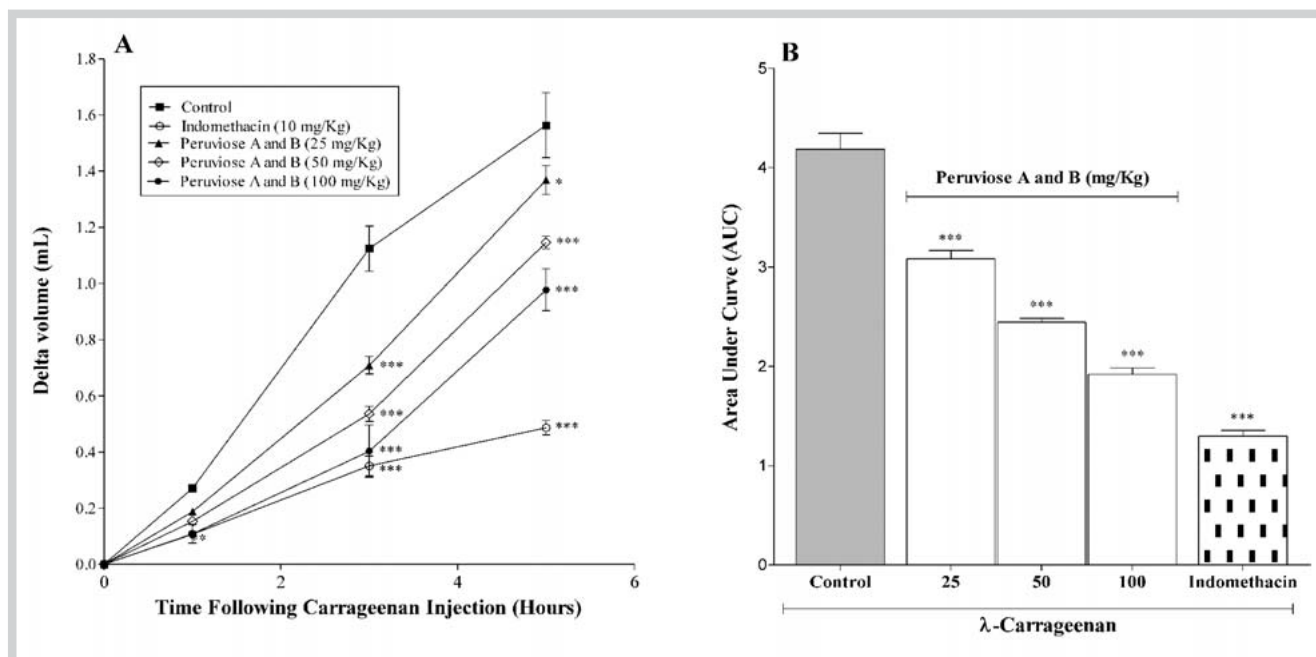 A
1.8
1.6
1.4
1.2
1.0
0.8
0.6
0.4
0.2
0.0
0
2
4
6
Delta volume (mL)
Time Following Carrageenan Injection (Hours)
Control
Indomethacin (10 mg/Kg)
Peruviose A and B (25 mg/Kg)
Peruviose A and B (50 mg/Kg)
Peruviose A and B (100 mg/Kg)
*
***
***
***
***
***
***
***
**
B
5
4
3
2
1
0
Area Under Curve (AUC)
Peruviose A and B (mg/Kg)
***
***
***
***
Control 25 50 100 Indomethacin
λ-Carrageenan